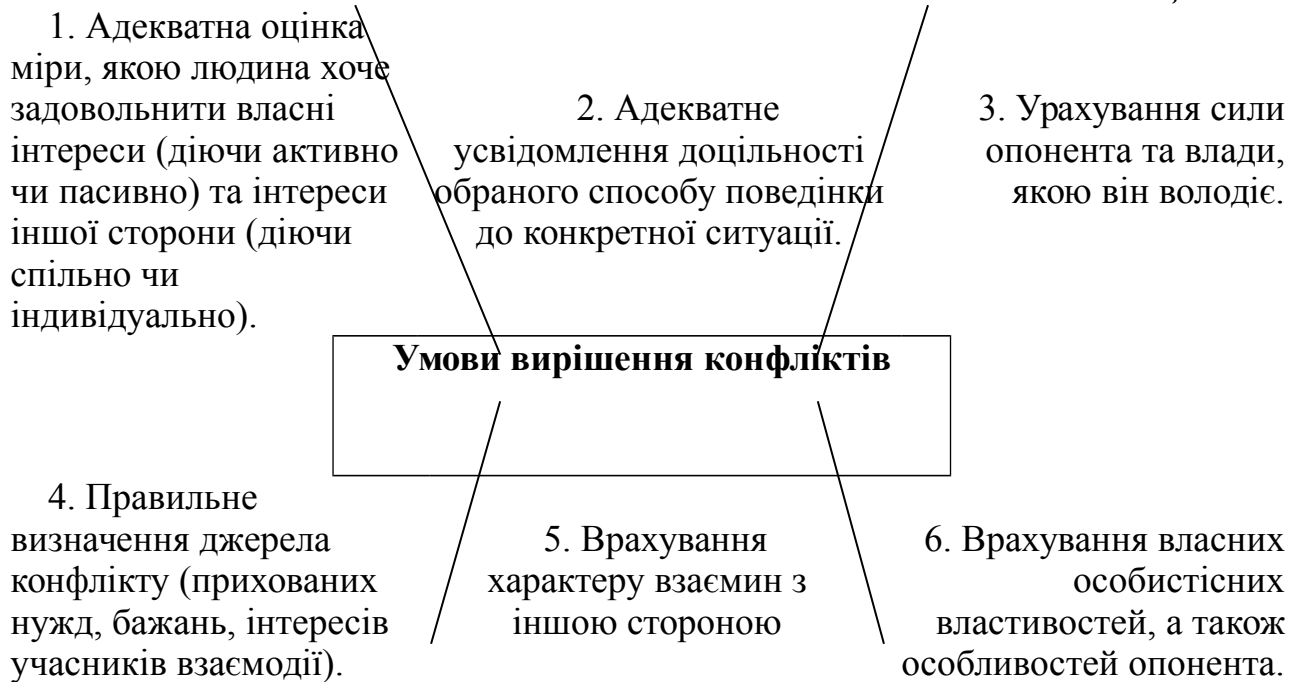 1. Адекватна оцінка
міри, якою людина хоче
задовольнити власні
інтереси (діючи активно
чи пасивно) та інтереси
іншої сторони (діючи
спільно чи
індивідуально).
2. Адекватне
усвідомлення доцільності
обраного способу поведінки
до конкретної ситуації.
3. Урахування сили
опонента та влади,
якою він володіє.
Умови вирішення конфліктів
4. Правильне
визначення джерела
конфлікту (прихованих
нужд, бажань, інтересів
учасників взаємодії).
5. Врахування
характеру взаємин з
іншою стороною
6. Врахування власних
особистісних
властивостей, а також
особливостей опонента.